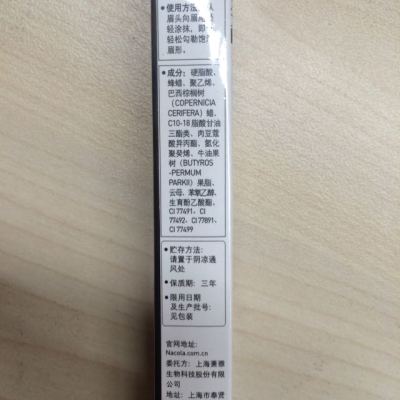 ●使用方法：从
眉头向眉尾
轻涂抹，即
轻松勾勒饱
眉形。
●成分：硬脂酸、
蜂蜡、聚乙烯、
巴西棕榈树
（COPERNICIA
CERIFERA）蜡、
C10-18 脂酸甘油
三酯类、肉豆蔻
酸异丙酯、氢化
聚癸烯、牛油果
树（BUTYROS
-PERMUM
PARKII）果脂、
云母、苯氧乙醇、
生育酚乙酸酯、
CI 77491、CI
77492、CI 77891、
CI 77499
●贮存方法：
请置于阴凉通
风处
●保质期：三年
●限用日期
及生产批号：
见包装
官网地址：
Nacola.com.cn
委托方：上海萧雅
生物科技股份有限
公司
地址：上海市奉贤